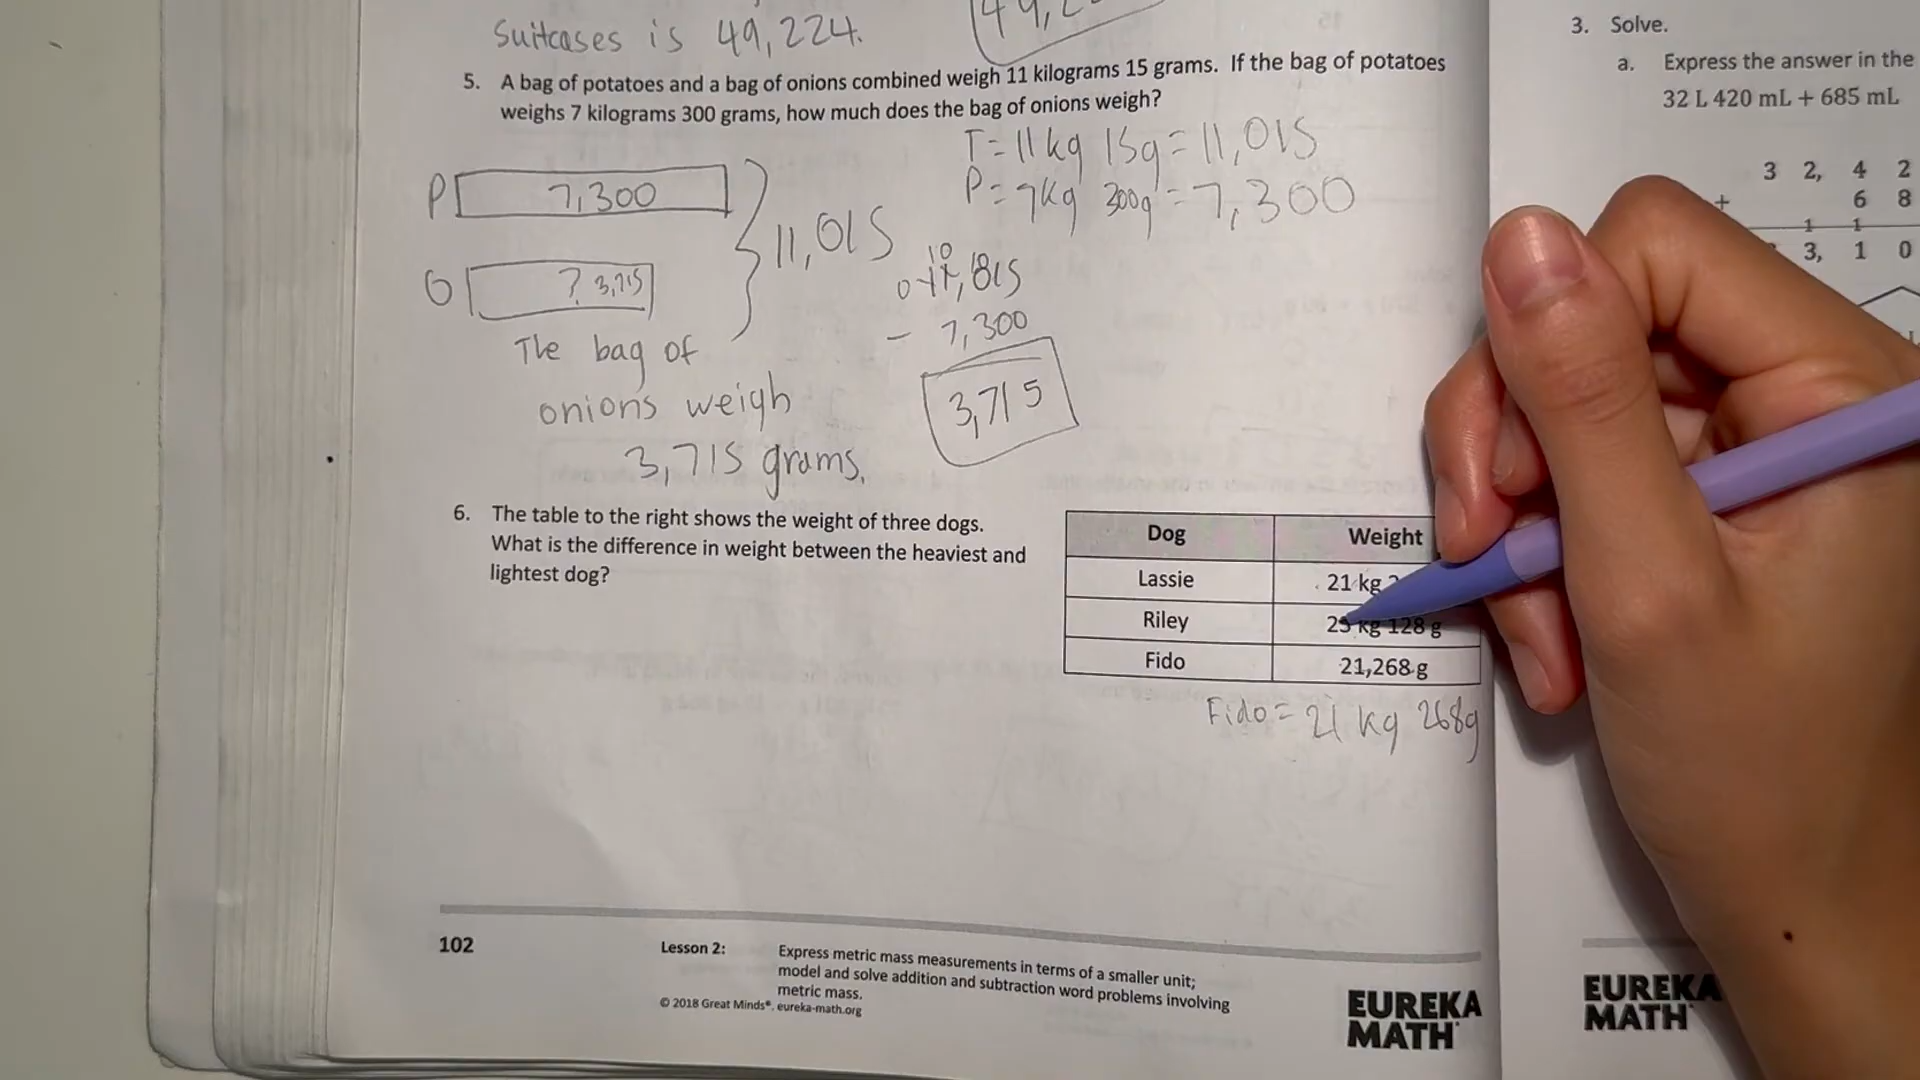 Suitcases is 49,224.
5. A bag of potatoes and a bag of onions combined weigh 11 kilograms 15 grams. If the bag of potatoes
weighs 7 kilograms 300 grams, how much does the bag of onions weigh?
T = 11kg 15g = 11,015
P = 7kg 300g = 7,300
P 7,300
11,015
O ? 3,715
- 7,300
3,715
The bag of
onions weigh
3,715 grams.
6. The table to the right shows the weight of three dogs.
What is the difference in weight between the heaviest and
lightest dog?
Dog Weight
Lassie 21 kg
Riley kg 128 g
Fido 21,268 g
Fido = 21 kg 268g
102
Lesson 2: Express metric mass measurements in terms of a smaller unit;
model and solve addition and subtraction word problems involving
metric mass.
© 2018 Great Minds®. eureka-math.org
EUREKA
MATH
3. Solve.
a. Express the answer in the
32 L 420 mL + 685 mL
3 2, 4 2
+ 6 8
1 1
3, 1 0
EUREKA
MATH